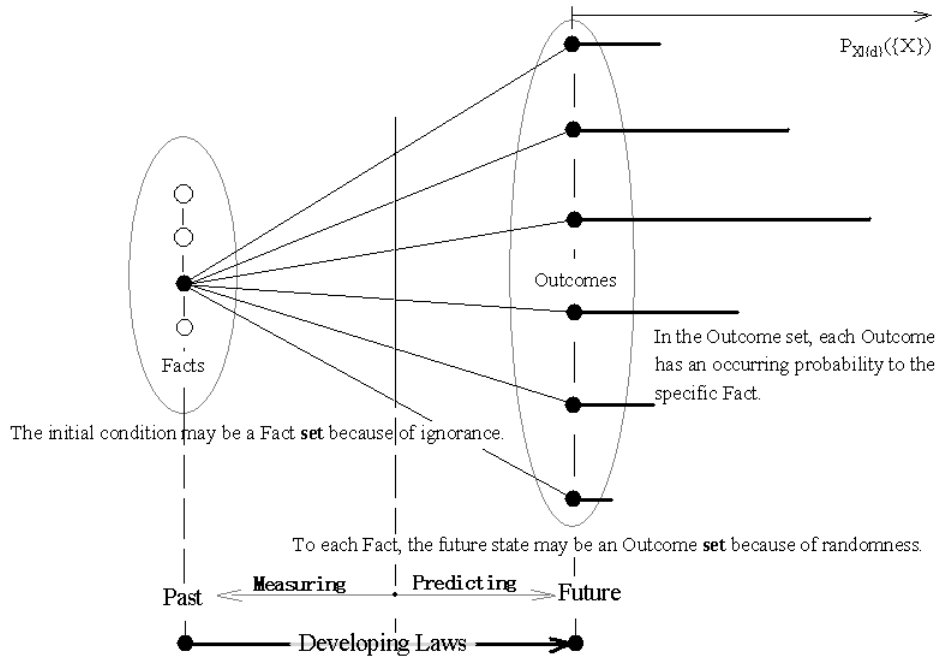 P_X|{d}({X})
Outcomes
In the Outcome set, each Outcome
has an occurring probability to the
specific Fact.
Facts
The initial condition may be a Fact set because of ignorance.
To each Fact, the future state may be an Outcome set because of randomness.
Measuring
Predicting
Past
Future
Developing Laws